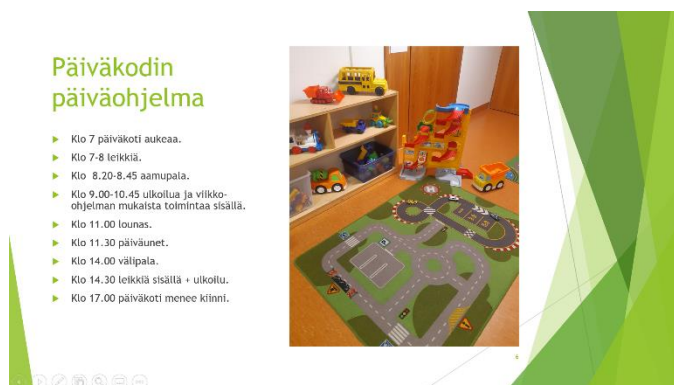 Päiväkodin
päiväohjelma
Klo 7 päiväkoti aukeaa.
Klo 7-8 leikkiä.
Klo 8.20-8.45 aamupala.
Klo 9.00-10.45 ulkoilua ja viikko-
ohjelman mukaista toimintaa sisällä.
Klo 11.00 lounas.
Klo 11.30 päiväunet.
Klo 14.00 välipala.
Klo 14.30 leikkiä sisällä + ulkoilu.
Klo 17.00 päiväkoti menee kiinni.